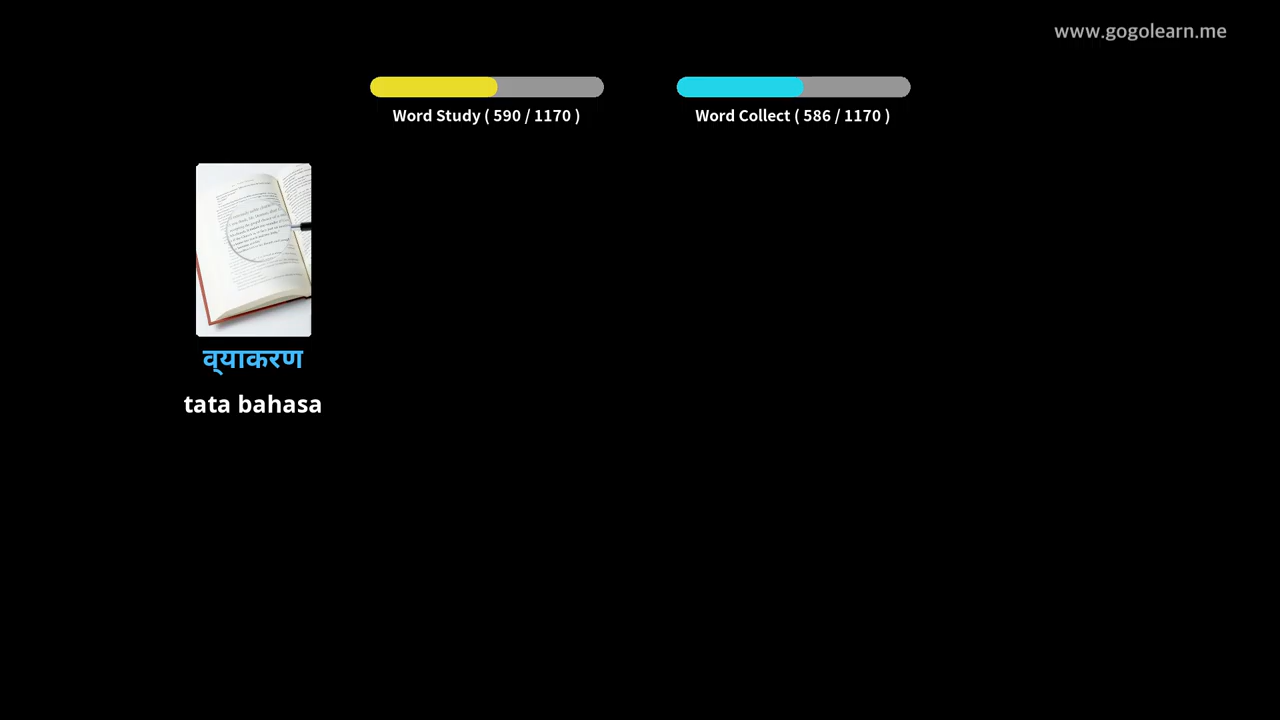 www.gogolearn.me
Word Study ( 590 / 1170 )
Word Collect ( 586 / 1170 )
व्याकरण
tata bahasa